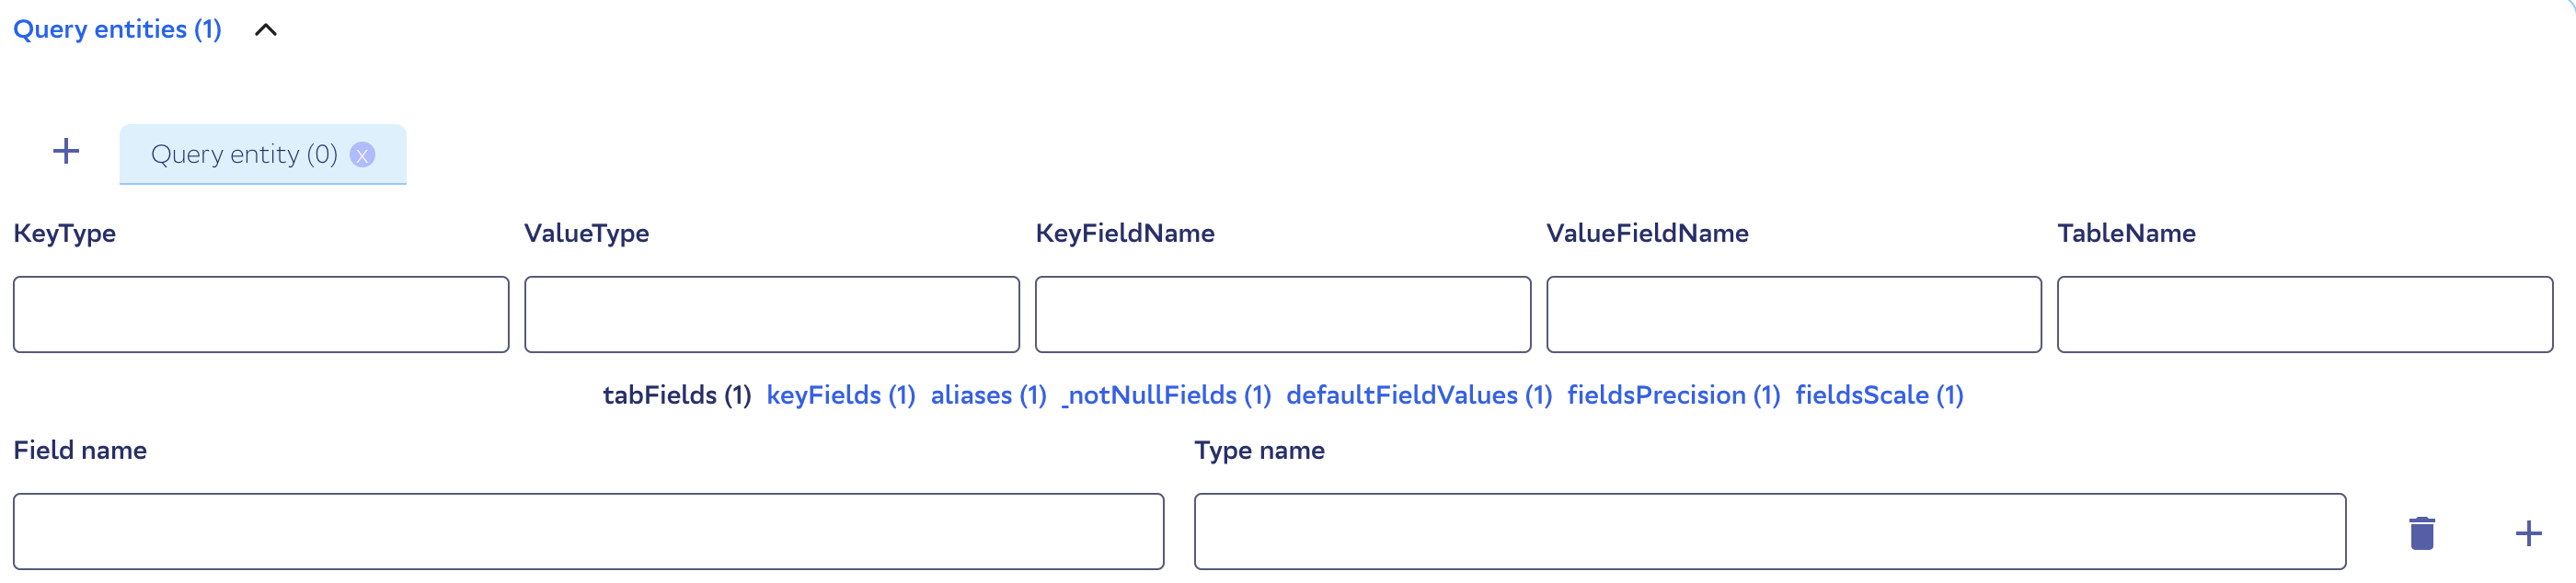 Query entities (1)
Query entity (0) x
KeyType ValueType KeyFieldName ValueFieldName TableName
tabFields (1) keyFields (1) aliases (1) _notNullFields (1) defaultFieldValues (1) fieldsPrecision (1) fieldsScale (1)
Field name Type name